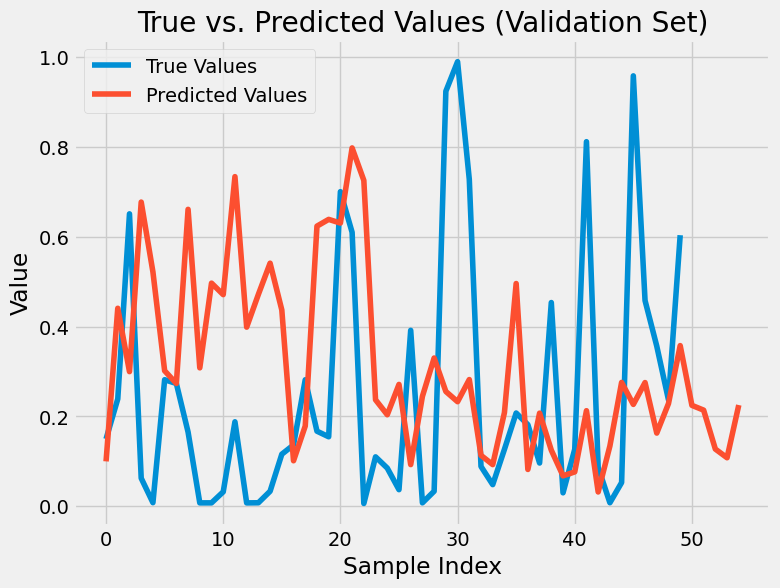 True vs. Predicted Values (Validation Set)
True Values
Predicted Values
1.0
0.8
0.6
0.4
0.2
0.0
Value
0 10 20 30 40 50
Sample Index